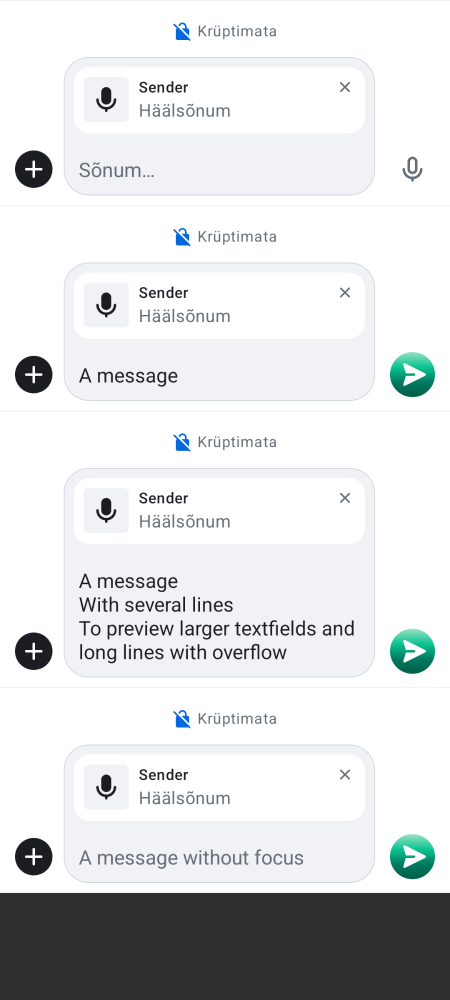 Krüptimata
Sender
Häälsõnum
Sõnum…
Krüptimata
Sender
Häälsõnum
A message
Krüptimata
Sender
Häälsõnum
A message
With several lines
To preview larger textfields and
long lines with overflow
Krüptimata
Sender
Häälsõnum
A message without focus